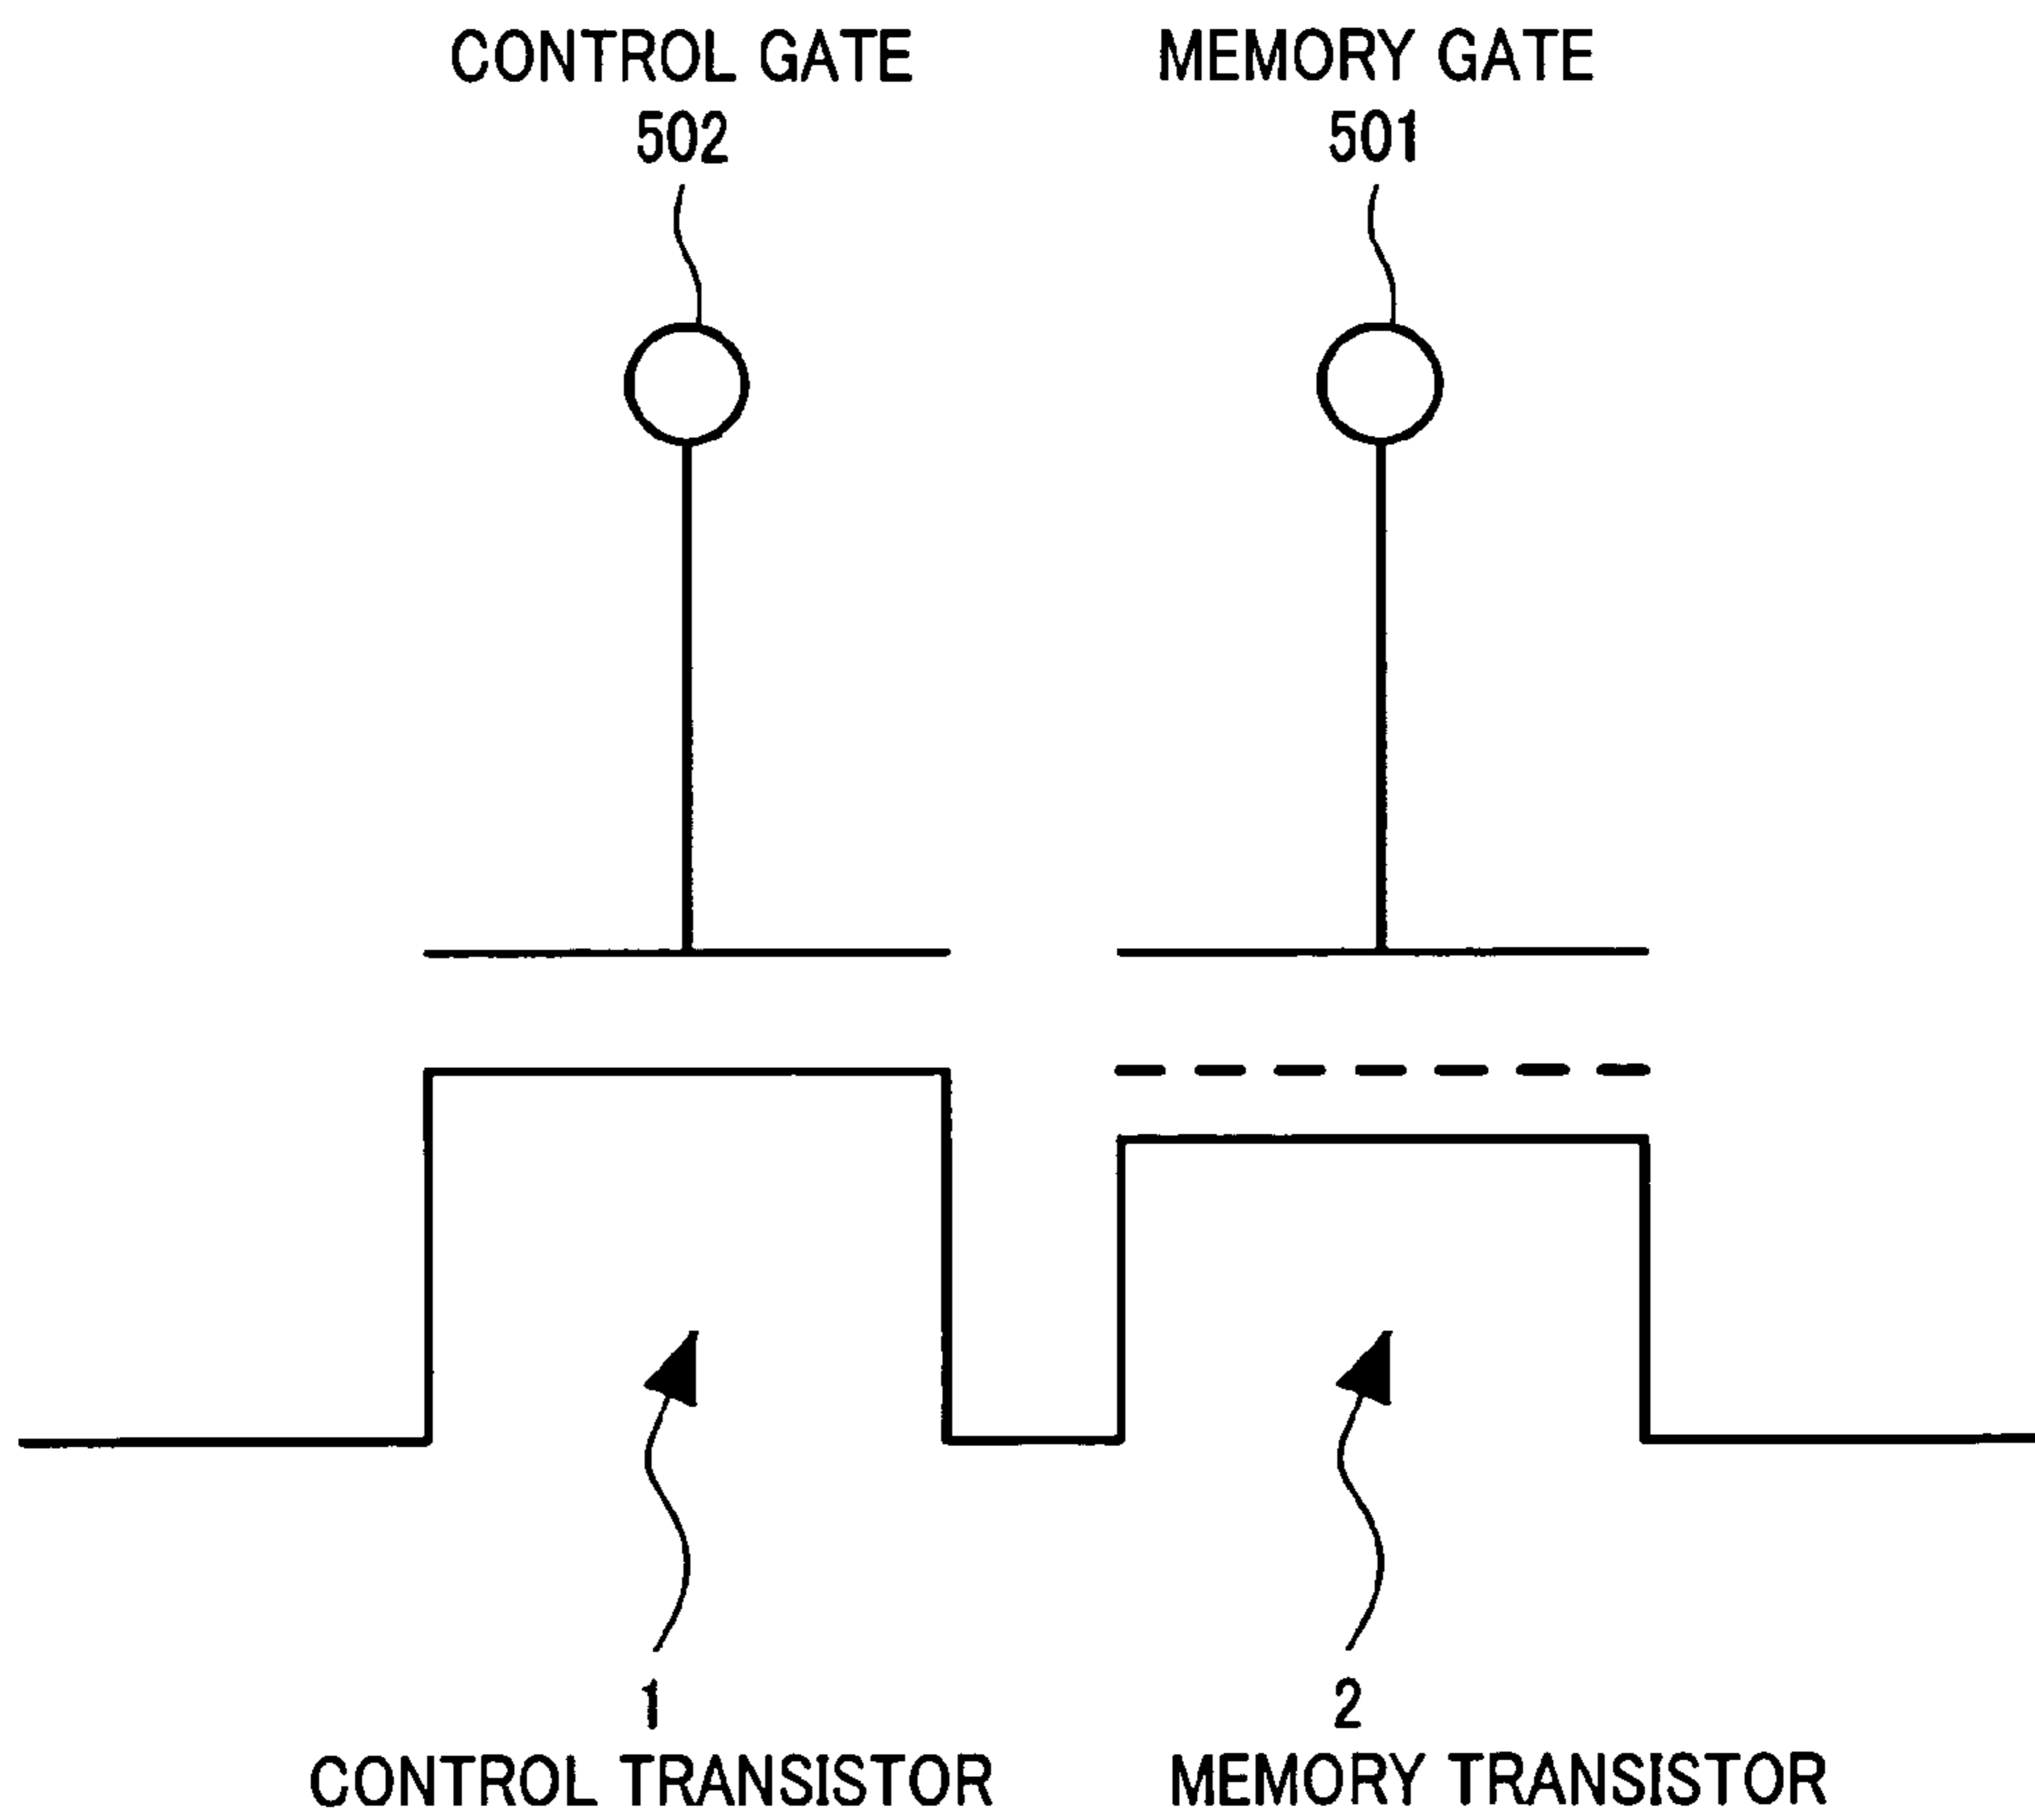 CONTROL GATE
502
MEMORY GATE
501
1
CONTROL TRANSISTOR
2
MEMORY TRANSISTOR